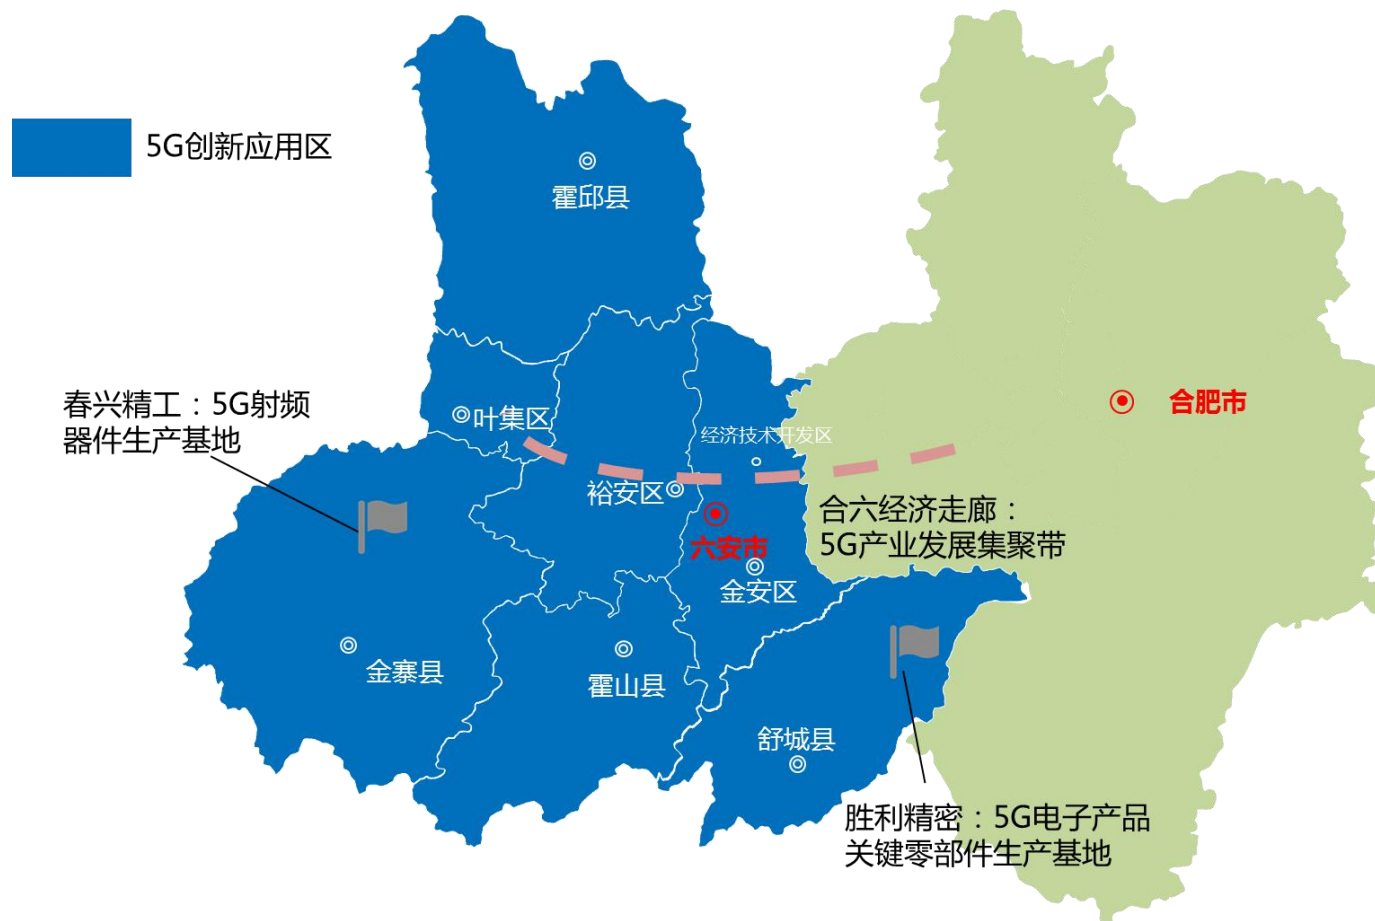 5G创新应用区
霍邱县
春兴精工：5G射频
器件生产基地
叶集区
经济技术开发区
合肥市
裕安区
六安市
合六经济走廊：
5G产业发展集聚带
金安区
金寨县
霍山县
舒城县
胜利精密：5G电子产品
关键零部件生产基地